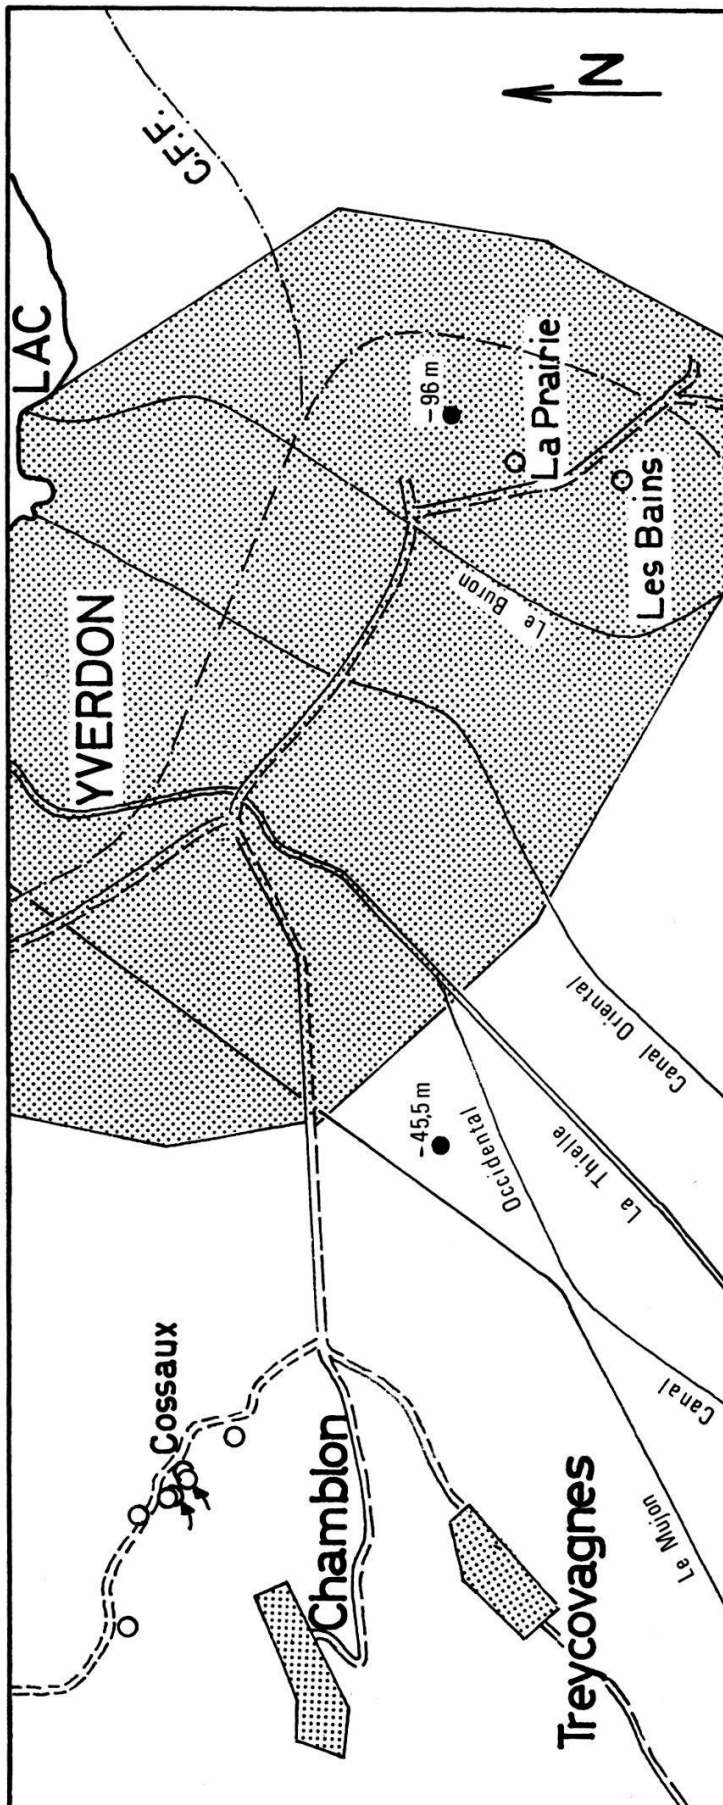 LAC
C.F.F.
N
YVERDON
-96 m
La Prairie
Les Bains
Le Buron
Cossaux
Chamblon
Treycovagnes
-45,5 m
Occidental
Canal
La Thielle
Canal Oriental
Le Mujon